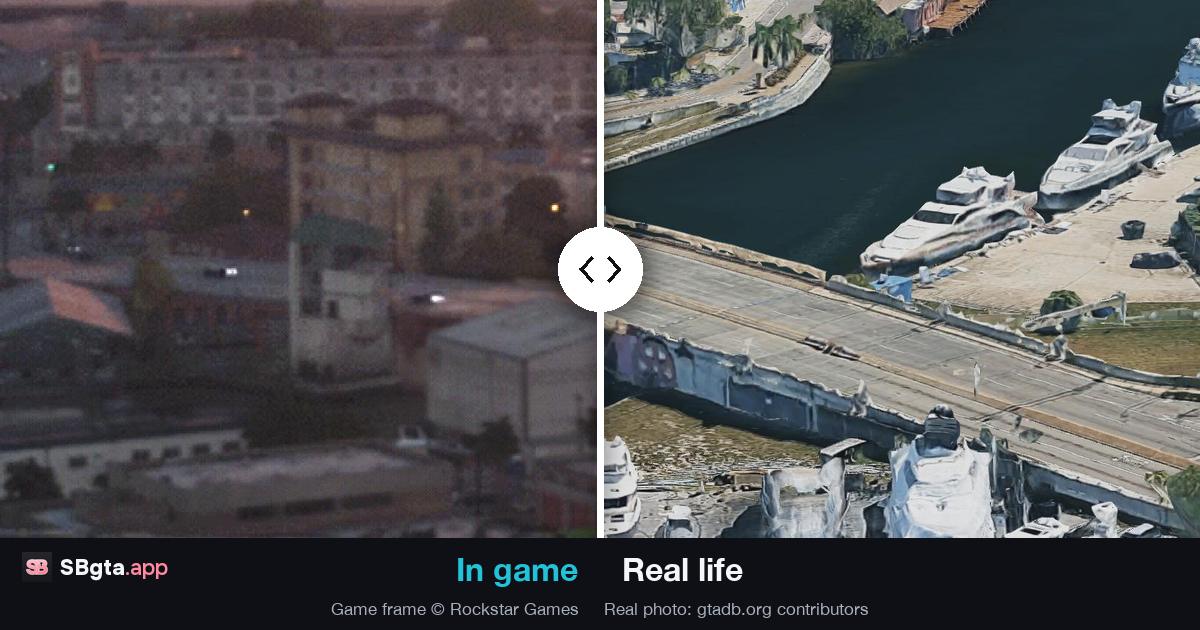 SB SBgta.app
In game
Real life
Game frame © Rockstar Games
Real photo: gtadb.org contributors